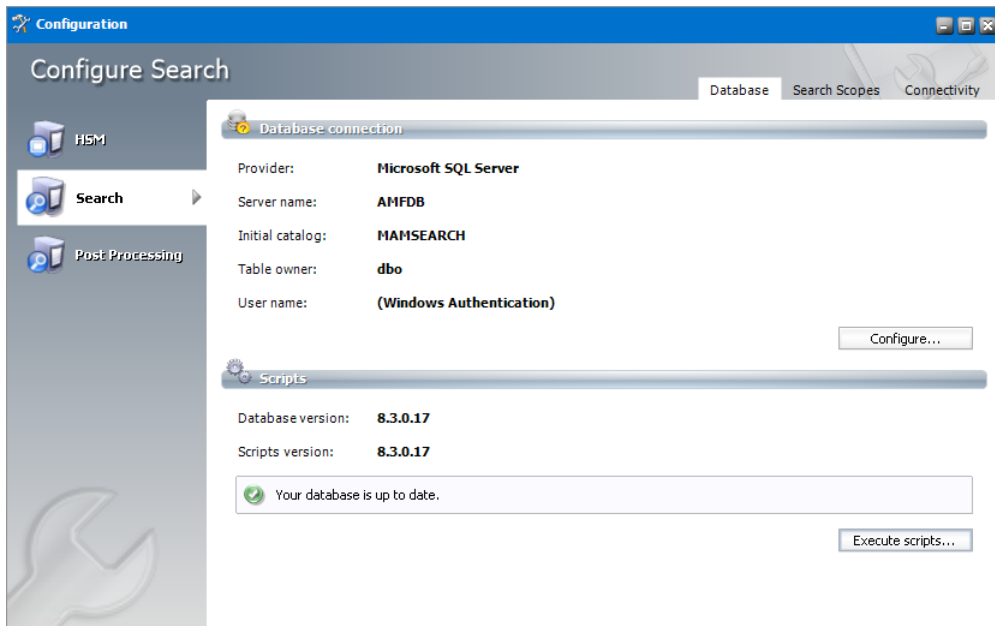 Configuration
Configure Search
Database Search Scopes Connectivity
HSM
Search
Post Processing
Database connection
Provider: Microsoft SQL Server
Server name: AMFDB
Initial catalog: MAMSEARCH
Table owner: dbo
User name: (Windows Authentication)
Configure...
Scripts
Database version: 8.3.0.17
Scripts version: 8.3.0.17
Your database is up to date.
Execute scripts...